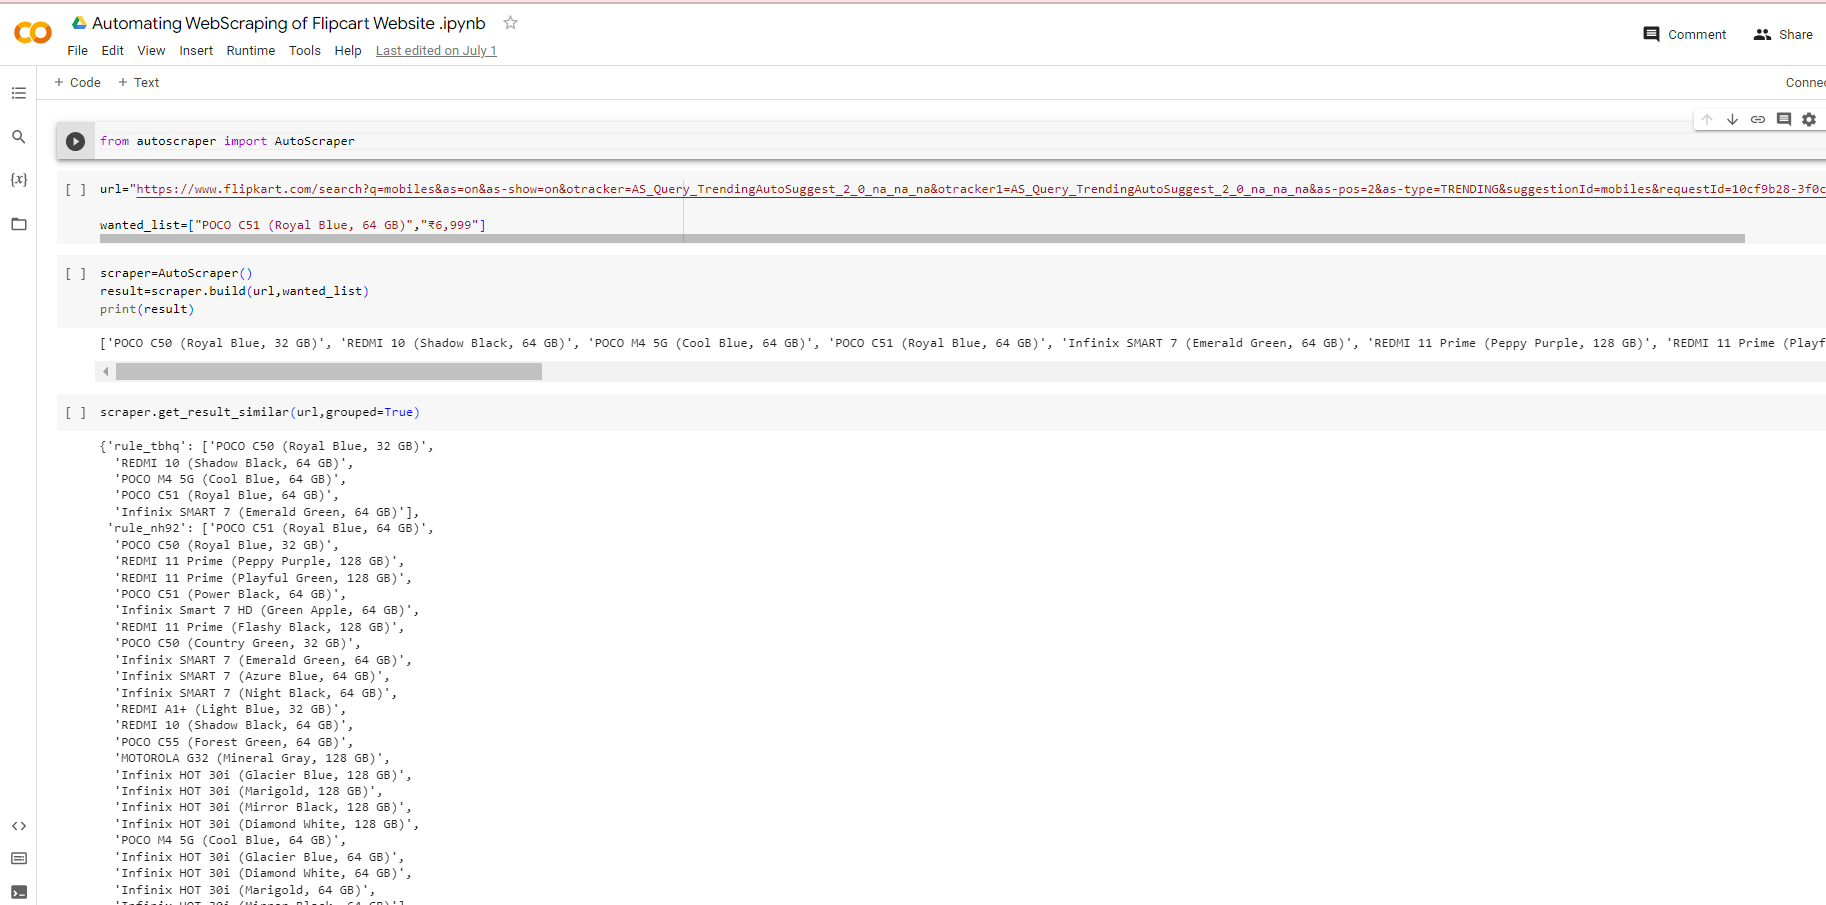 Automating WebScraping of Flipcart Website .ipynb
File Edit View Insert Runtime Tools Help Last edited on July 1
Comment Share
+ Code + Text
Connec
from autoscraper import AutoScraper
{x}
[ ] url="https://www.flipkart.com/search?q=mobiles&as=on&as-show=on&otracker=AS_Query_TrendingAutoSuggest_2_0_na_na_na&otracker1=AS_Query_TrendingAutoSuggest_2_0_na_na_na&as-pos=2&as-type=TRENDING&suggestionId=mobiles&requestId=10cf9b28-3f0c
wanted_list=["POCO C51 (Royal Blue, 64 GB)","₹6,999"]
[ ] scraper=AutoScraper()
result=scraper.build(url,wanted_list)
print(result)
['POCO C50 (Royal Blue, 32 GB)', 'REDMI 10 (Shadow Black, 64 GB)', 'POCO M4 5G (Cool Blue, 64 GB)', 'POCO C51 (Royal Blue, 64 GB)', 'Infinix SMART 7 (Emerald Green, 64 GB)', 'REDMI 11 Prime (Peppy Purple, 128 GB)', 'REDMI 11 Prime (Playf
[ ] scraper.get_result_similar(url,grouped=True)
{'rule_tbhq': ['POCO C50 (Royal Blue, 32 GB)',
'REDMI 10 (Shadow Black, 64 GB)',
'POCO M4 5G (Cool Blue, 64 GB)',
'POCO C51 (Royal Blue, 64 GB)',
'Infinix SMART 7 (Emerald Green, 64 GB)'],
'rule_nh92': ['POCO C51 (Royal Blue, 64 GB)',
'POCO C50 (Royal Blue, 32 GB)',
'REDMI 11 Prime (Peppy Purple, 128 GB)',
'REDMI 11 Prime (Playful Green, 128 GB)',
'POCO C51 (Power Black, 64 GB)',
'Infinix Smart 7 HD (Green Apple, 64 GB)',
'REDMI 11 Prime (Flashy Black, 128 GB)',
'POCO C50 (Country Green, 32 GB)',
'Infinix SMART 7 (Emerald Green, 64 GB)',
'Infinix SMART 7 (Azure Blue, 64 GB)',
'Infinix SMART 7 (Night Black, 64 GB)',
'REDMI A1+ (Light Blue, 32 GB)',
'REDMI 10 (Shadow Black, 64 GB)',
'POCO C55 (Forest Green, 64 GB)',
'MOTOROLA G32 (Mineral Gray, 128 GB)',
'Infinix HOT 30i (Glacier Blue, 128 GB)',
'Infinix HOT 30i (Marigold, 128 GB)',
'Infinix HOT 30i (Mirror Black, 128 GB)',
'Infinix HOT 30i (Diamond White, 128 GB)',
'POCO M4 5G (Cool Blue, 64 GB)',
'Infinix HOT 30i (Glacier Blue, 64 GB)',
'Infinix HOT 30i (Diamond White, 64 GB)',
'Infinix HOT 30i (Marigold, 64 GB)',
'Infinix HOT 30i (Mirror Black, 64 GB)']